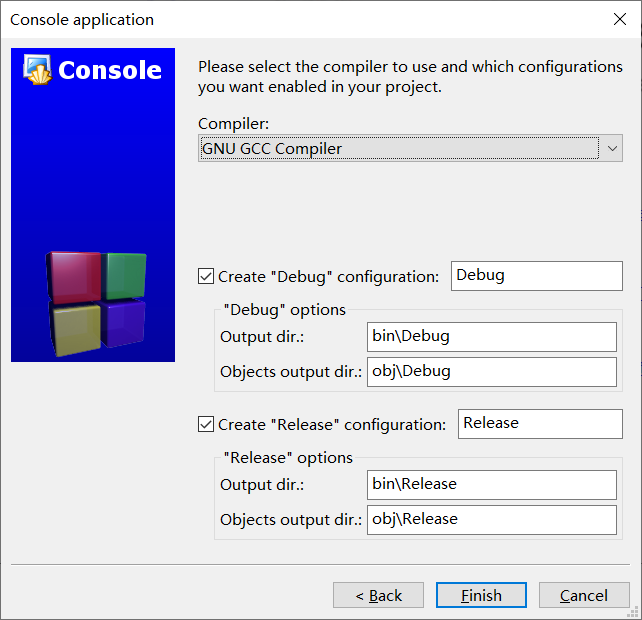 Console application
Console
Please select the compiler to use and which configurations
you want enabled in your project.
Compiler:
GNU GCC Compiler
Create "Debug" configuration: Debug
"Debug" options
Output dir.: bin\Debug
Objects output dir.: obj\Debug
Create "Release" configuration: Release
"Release" options
Output dir.: bin\Release
Objects output dir.: obj\Release
< Back Finish Cancel